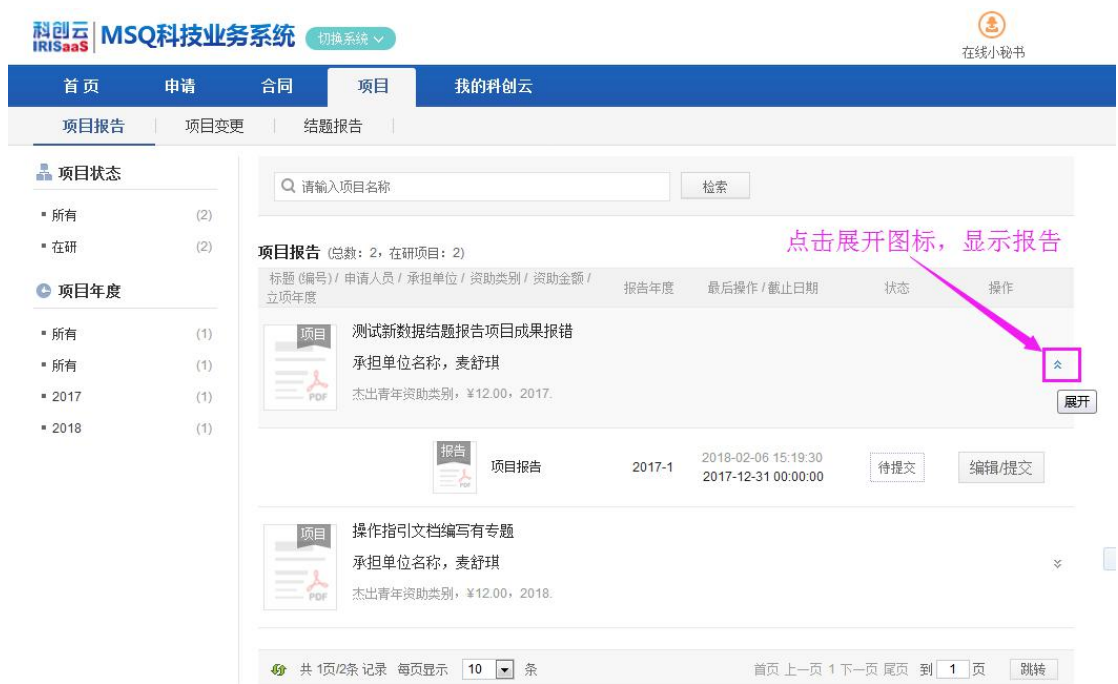 科创云 IRISaaS MSQ科技业务系统 切换系统
在线小秘书
首页 申请 合同 项目 我的科创云
项目报告 项目变更 结题报告
项目状态
所有 (2)
在研 (2)
项目年度
所有 (1)
所有 (1)
2017 (1)
2018 (1)
请输入项目名称 检索
点击展开图标，显示报告
项目报告 (总数：2，在研项目：2)
标题 (编号) / 申请人员 / 承担单位 / 资助类别 / 资助金额 /
立项年度 报告年度 最后操作 / 截止日期 状态 操作
项目 PDF
测试新数据结题报告项目成果报错
承担单位名称，麦舒琪
杰出青年资助类别，¥12.00，2017.
展开
报告 PDF
项目报告 2017-1 2018-02-06 15:19:30
2017-12-31 00:00:00 待提交 编辑/提交
项目 PDF
操作指引文档编写有专题
承担单位名称，麦舒琪
杰出青年资助类别，¥12.00，2018.
共 1页/2条 记录 每页显示 10 条 首页 上一页 1 下一页 尾页 到 1 页 跳转